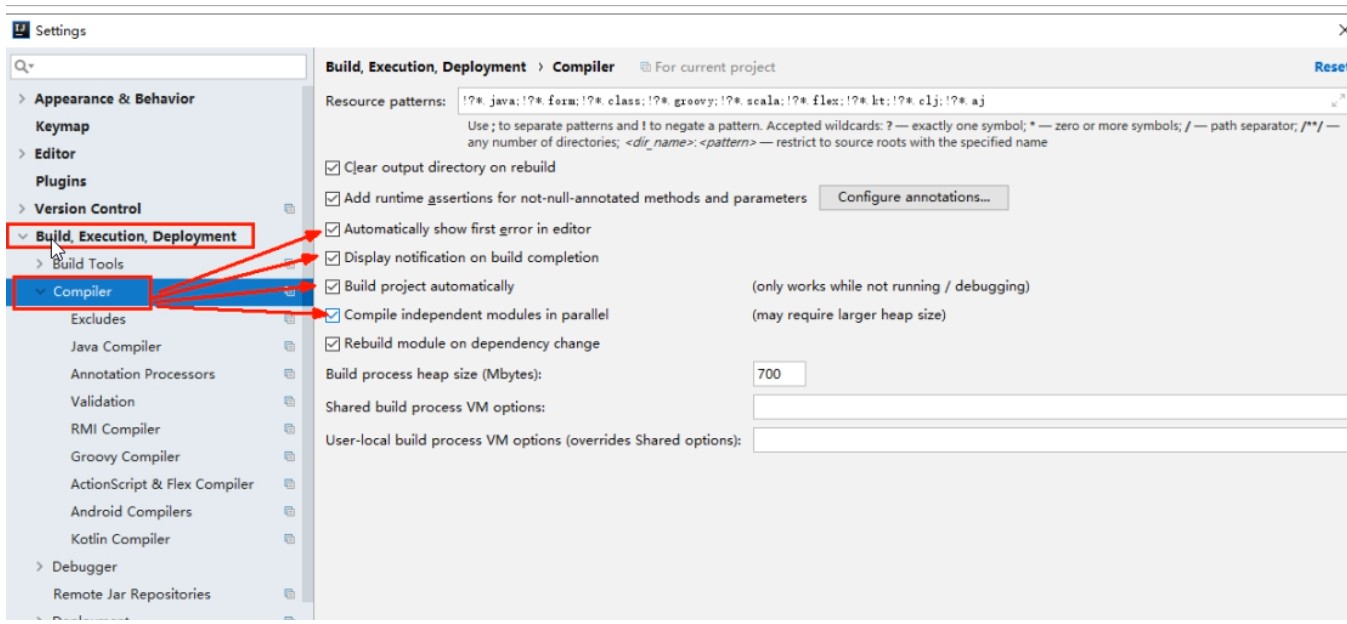 Settings
Appearance & Behavior
Keymap
Editor
Plugins
Version Control
Build, Execution, Deployment
Build Tools
Compiler
Excludes
Java Compiler
Annotation Processors
Validation
RMI Compiler
Groovy Compiler
ActionScript & Flex Compiler
Android Compilers
Kotlin Compiler
Debugger
Remote Jar Repositories
Deployment
Build, Execution, Deployment › Compiler For current project
Reset
Resource patterns: !?*.java;!?*.form;!?*.class;!?*.groovy;!?*.scala;!?*.flex;!?*.kt;!?*.clj;!?*.aj
Use ; to separate patterns and ! to negate a pattern. Accepted wildcards: ? — exactly one symbol; * — zero or more symbols; / — path separator; /**/ —
any number of directories; <dir_name>:<pattern> — restrict to source roots with the specified name
Clear output directory on rebuild
Add runtime assertions for not-null-annotated methods and parameters Configure annotations...
Automatically show first error in editor
Display notification on build completion
Build project automatically (only works while not running / debugging)
Compile independent modules in parallel (may require larger heap size)
Rebuild module on dependency change
Build process heap size (Mbytes): 700
Shared build process VM options:
User-local build process VM options (overrides Shared options):